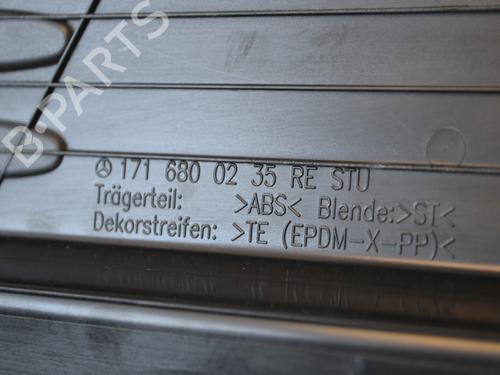 B-PARTS
171 680 02 35 RE STU
Trägerteil: >ABS< Blende:>ST<
Dekorstreifen: >TE (EPDM-X-PP)<